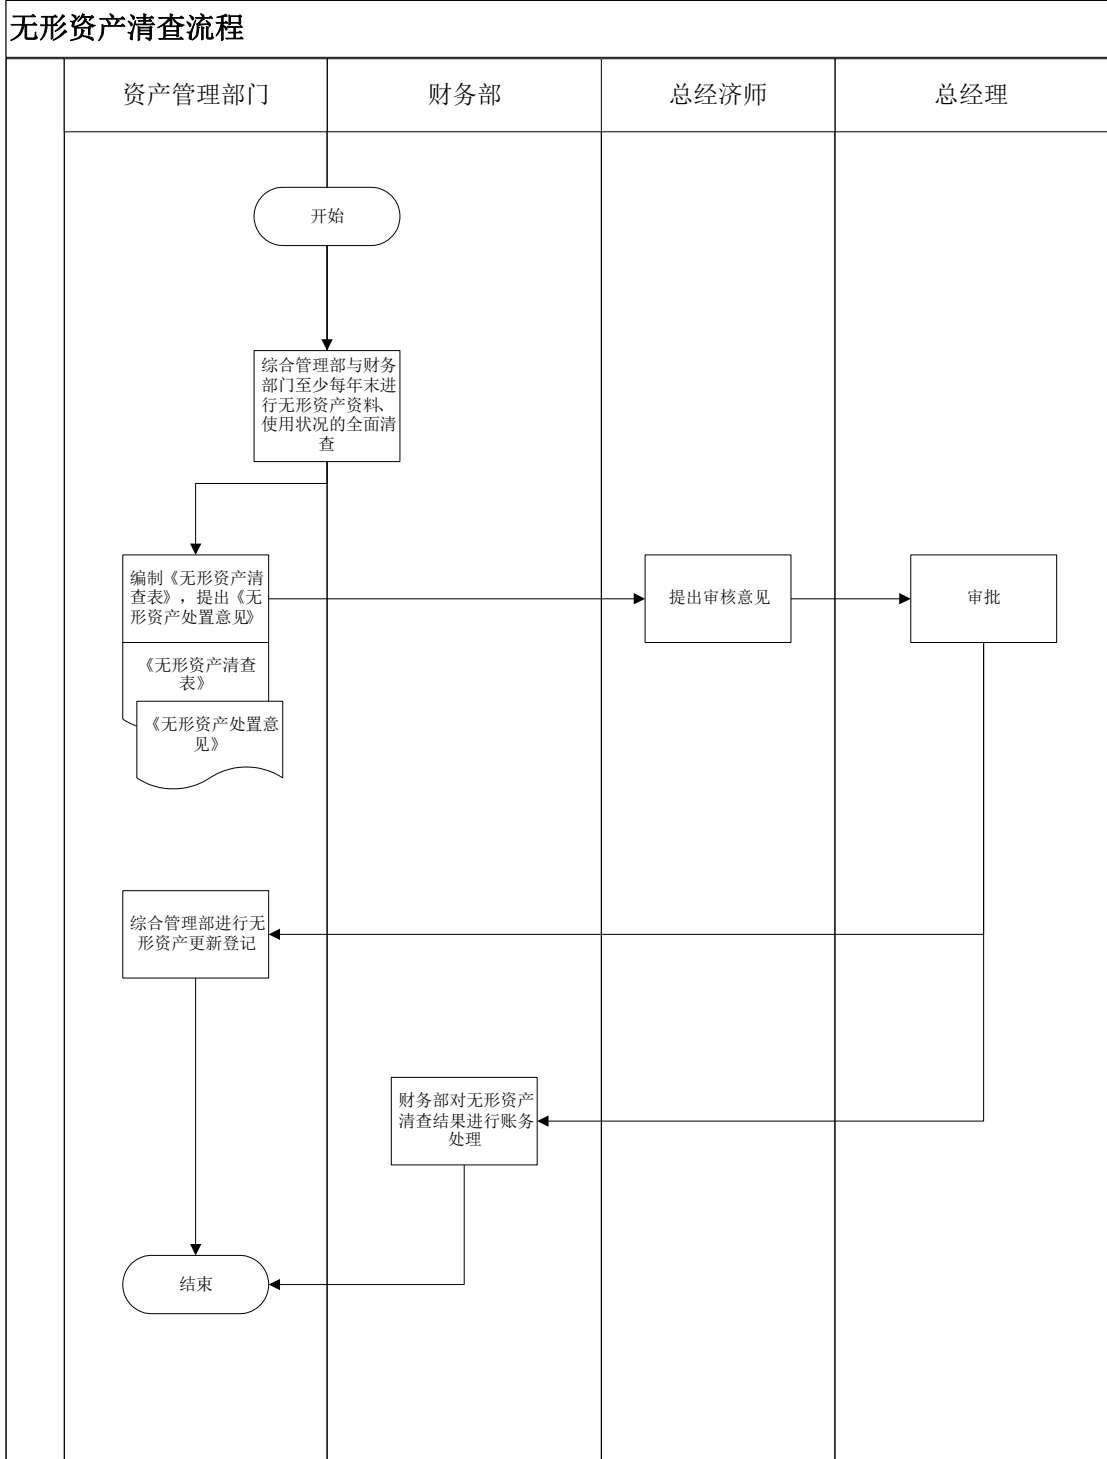 无形资产清查流程
资产管理部门
财务部
总经济师
总经理
开始
综合管理部与财务
部门至少每年末进
行无形资产资料、
使用状况的全面清
查
编制《无形资产清
查表》，提出《无
形资产处置意见》
提出审核意见
审批
《无形资产清查
表》
《无形资产处置意
见》
综合管理部进行无
形资产更新登记
财务部对无形资产
清查结果进行账务
处理
结束